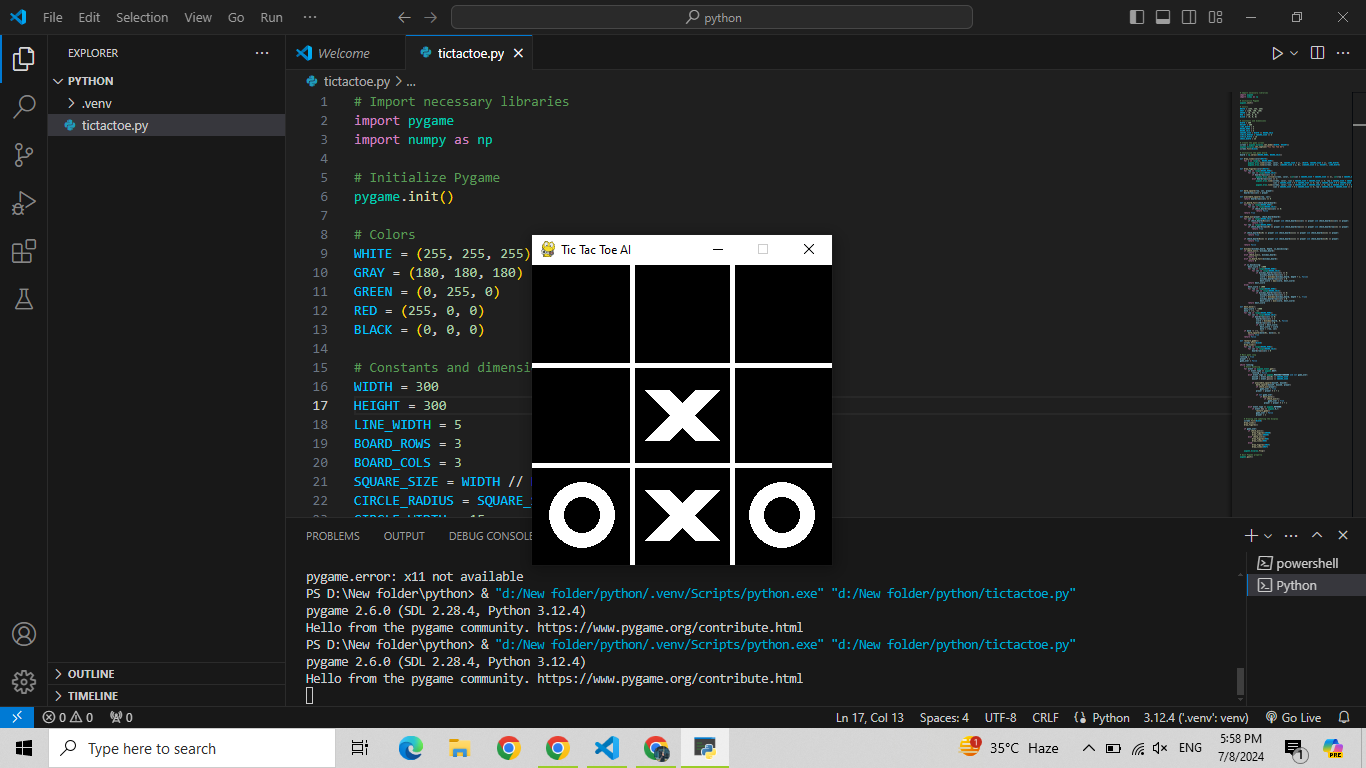 File Edit Selection View Go Run ···
python
EXPLORER ···
PYTHON
.venv
tictactoe.py
OUTLINE
TIMELINE
Welcome
tictactoe.py
tictactoe.py > ...
1 # Import necessary libraries
2 import pygame
3 import numpy as np
4
5 # Initialize Pygame
6 pygame.init()
7
8 # Colors
9 WHITE = (255, 255, 255)
10 GRAY = (180, 180, 180)
11 GREEN = (0, 255, 0)
12 RED = (255, 0, 0)
13 BLACK = (0, 0, 0)
14
15 # Constants and dimensi
16 WIDTH = 300
17 HEIGHT = 300
18 LINE_WIDTH = 5
19 BOARD_ROWS = 3
20 BOARD_COLS = 3
21 SQUARE_SIZE = WIDTH //
22 CIRCLE_RADIUS = SQUARE_
Tic Tac Toe AI
X
O X O
PROBLEMS OUTPUT DEBUG CONSOLE
pygame.error: x11 not available
PS D:\New folder\python> & "d:/New folder/python/.venv/Scripts/python.exe" "d:/New folder/python/tictactoe.py"
pygame 2.6.0 (SDL 2.28.4, Python 3.12.4)
Hello from the pygame community. https://www.pygame.org/contribute.html
PS D:\New folder\python> & "d:/New folder/python/.venv/Scripts/python.exe" "d:/New folder/python/tictactoe.py"
pygame 2.6.0 (SDL 2.28.4, Python 3.12.4)
Hello from the pygame community. https://www.pygame.org/contribute.html
powershell
Python
0 0 0 Ln 17, Col 13 Spaces: 4 UTF-8 CRLF Python 3.12.4 ('.venv': venv) Go Live
Type here to search 1 35°C Haze ENG 5:58 PM 1 PRE
7/8/2024